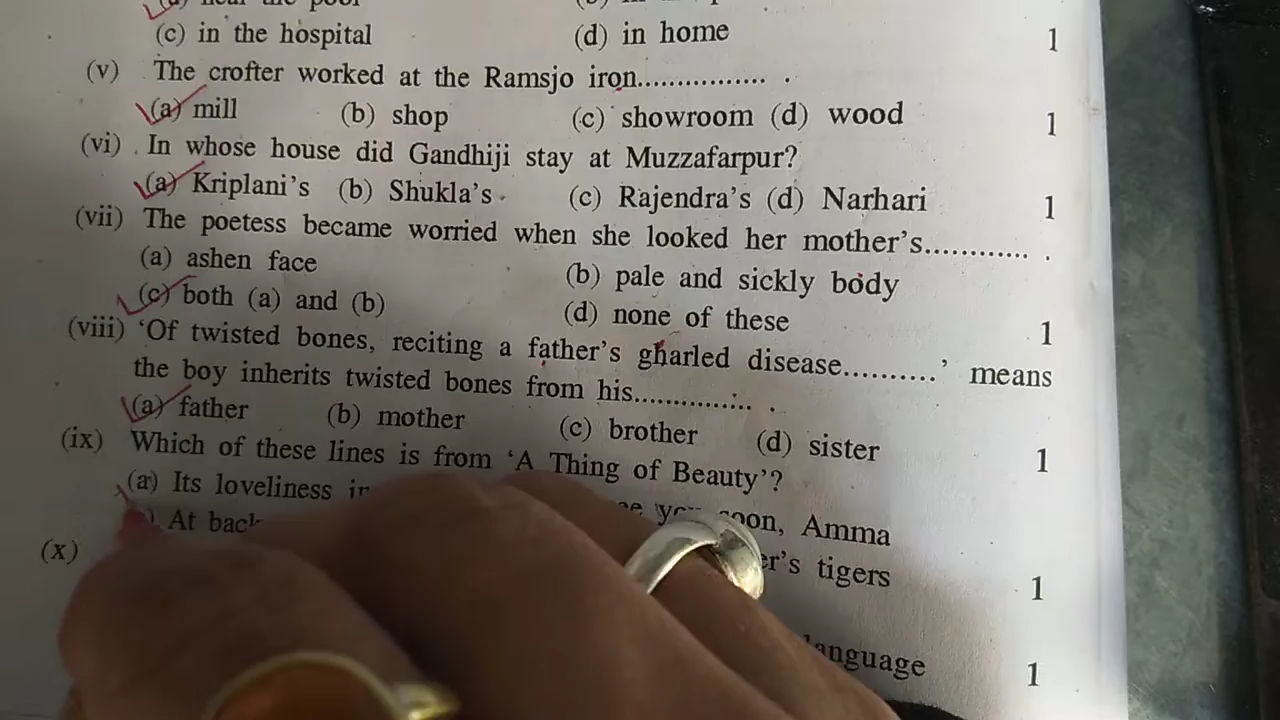 (c) in the hospital (d) in home 1
(v) The crofter worked at the Ramsjo iron................ .
(a) mill (b) shop (c) showroom (d) wood 1
(vi) . In whose house did Gandhiji stay at Muzzafarpur?
(a) Kriplani's (b) Shukla's (c) Rajendra's (d) Narhari 1
(vii) The poetess became worried when she looked her mother's............. .
(a) ashen face (b) pale and sickly body
(c) both (a) and (b) (d) none of these 1
(viii) 'Of twisted bones, reciting a father's gharled disease..........' means
the boy inherits twisted bones from his............... .
(a) father (b) mother (c) brother (d) sister 1
(ix) Which of these lines is from 'A Thing of Beauty'?
(a) Its loveliness soon, Amma
At tigers 1
(x)
language 1